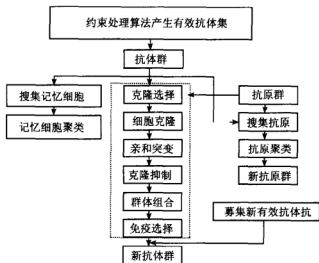 约束处理算法产生有效抗体集
抗体群
搜集记忆细胞
克隆选择
抗原群
记忆细胞聚类
细胞克隆
搜集抗原
亲和突变
抗原聚类
克隆抑制
新抗原群
群体组合
募集新有效抗体抗
免疫选择
新抗体群